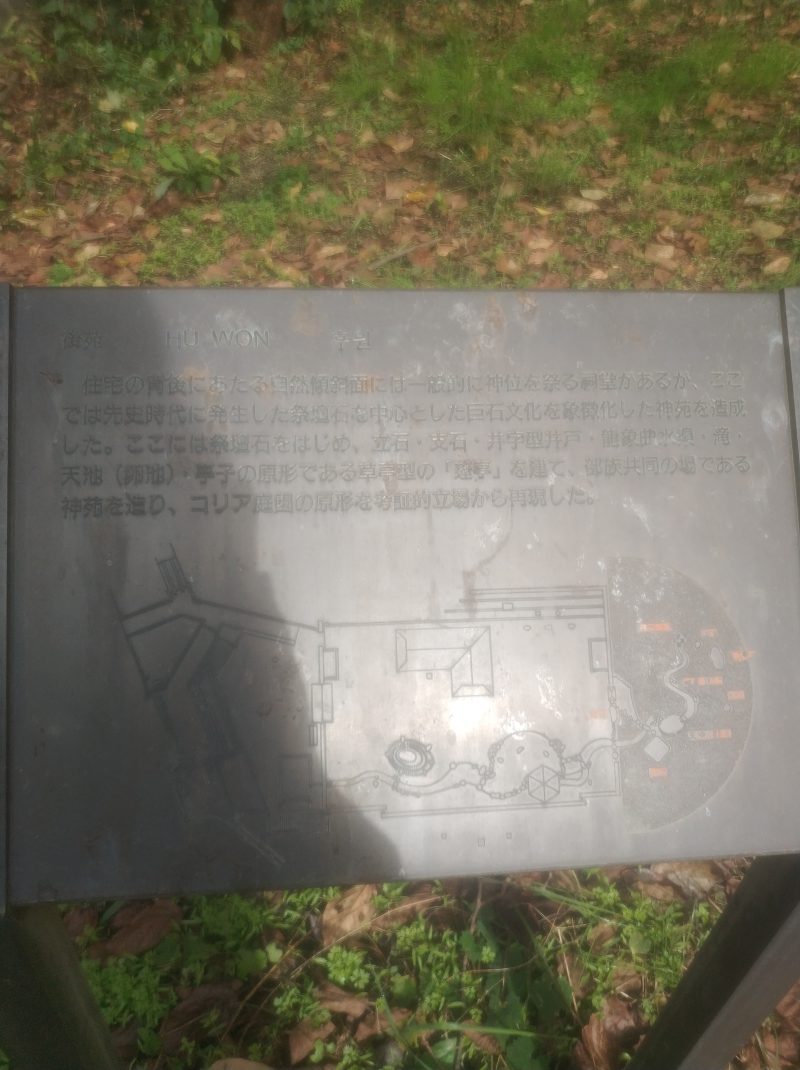 後苑 HU WON 후원
住宅の背後にあたる自然傾斜面には一般的に神位を祭る祠堂があるが、ここ
では先史時代に発生した祭壇石を中心とした巨石文化を象徴化した神苑を造成
した。ここには祭壇石をはじめ、立石・支石・井字型井戸・曲水渠・滝・
天地（卵池）・亭子の原形である草亭型の「亭」を建て、部族共同の場である
神苑を造り、コリア庭園の原形を考証的立場から再現した。